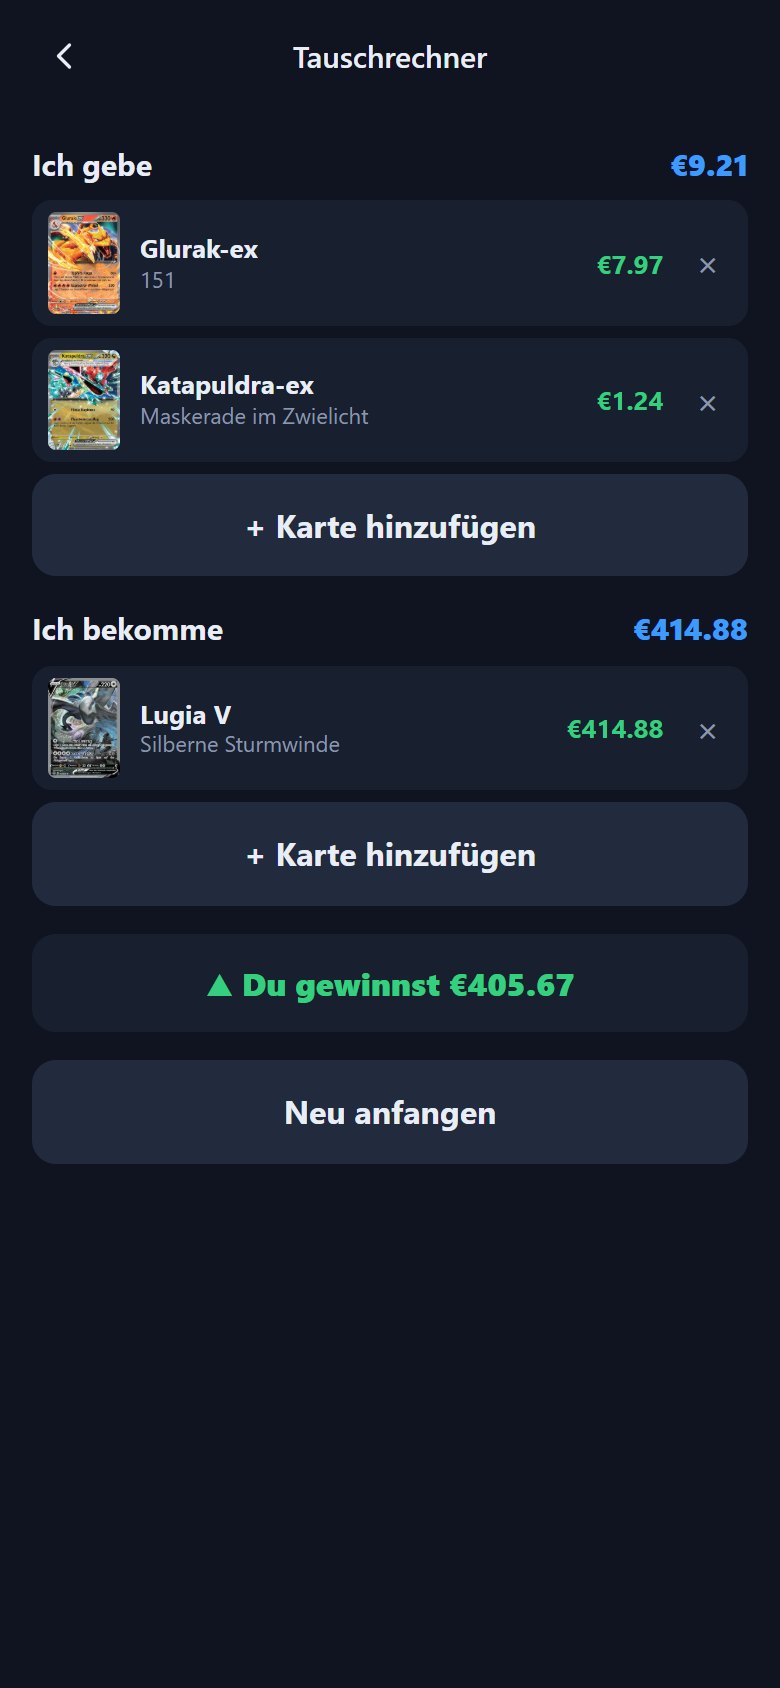 Tauschrechner
Ich gebe
€9.21
Glurak-ex
151
€7.97
×
Katapuldra-ex
Maskerade im Zwielicht
€1.24
×
+ Karte hinzufügen
Ich bekomme
€414.88
Lugia V
Silberne Sturmwinde
€414.88
×
+ Karte hinzufügen
▲ Du gewinnst €405.67
Neu anfangen